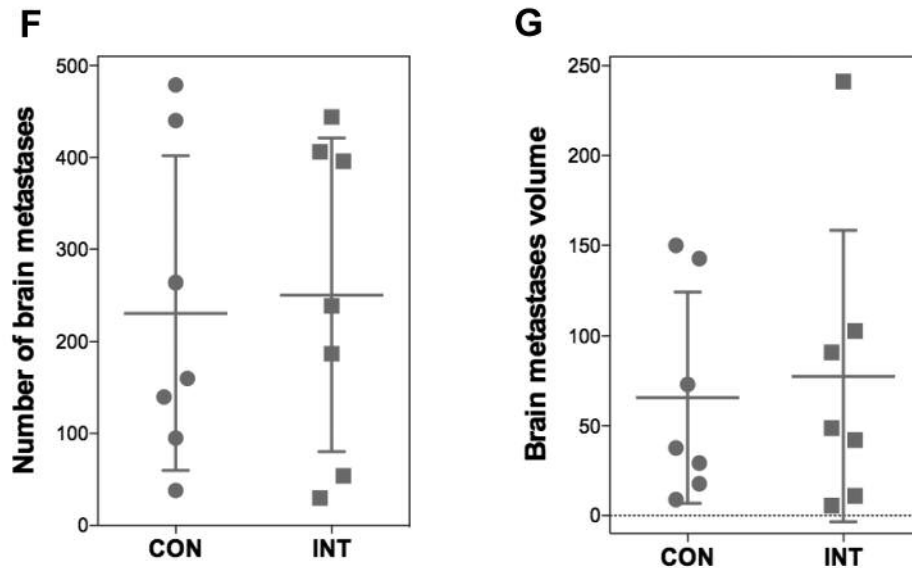 F
Number of brain metastases
500
400
300
200
100
0
CON INT
G
Brain metastases volume
250
200
150
100
50
0
CON INT